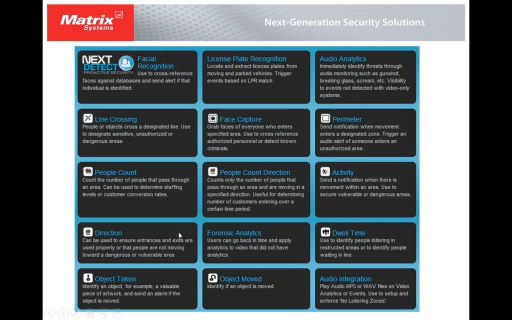 Matrix
Systems
Next-Generation Security Solutions
NEXT
DETECT
PROACTIVE SECURITY
Facial
Recognition
Use to cross-reference
faces against databases and send alert if that
individual is identified.
License Plate Recognition
Locate and extract license plates from
moving and parked vehicles. Trigger
events based on LPR match.
Audio Analytics
Immediately identify threats through
audio monitoring such as gunshot,
breaking glass, scream, etc. Visibility
to events not detected with video-only
systems.
Line Crossing
People or objects cross a designated line. Use
to designate sensitive, unauthorized or
dangerous areas
Face Capture
Grab faces of everyone who enters
specified area. Use to cross reference
authorized personnel or detect known
criminals.
Perimeter
Send notification when movement
enters a designated zone. Trigger an
audio alert of someone enters an
unauthorized area.
People Count
Count the number of people that pass through
an area. Can be used to determine staffing
levels or customer conversion rates.
People Count Direction
Counts only the number of people that
pass through an area and are moving in a
specified direction. Useful for determining
number of customers entering over a
certain time period.
Activity
Send a notification when there is
movement within an area. Use to
secure vulnerable or dangerous areas.
Direction
Can be used to ensure entrances and exits are
used properly or that people are not moving
toward a dangerous or vulnerable area
Forensic Analytcs
Users can go back in time and apply
analytics to video that did not have
analytics.
Dwell Time
Use to identify people loitering in
restricted areas or to identify people
waiting in line.
Object Taken
Identify an object, for example, a valuable
piece of artwork, and send an alarm if the
object is moved.
Object Moved
Identify if an object is moved.
Audio Integration
Play Audio MP3 or WAV files on Video
Analytics or Events. Use to setup and
enforce 'No Loitering Zones'.